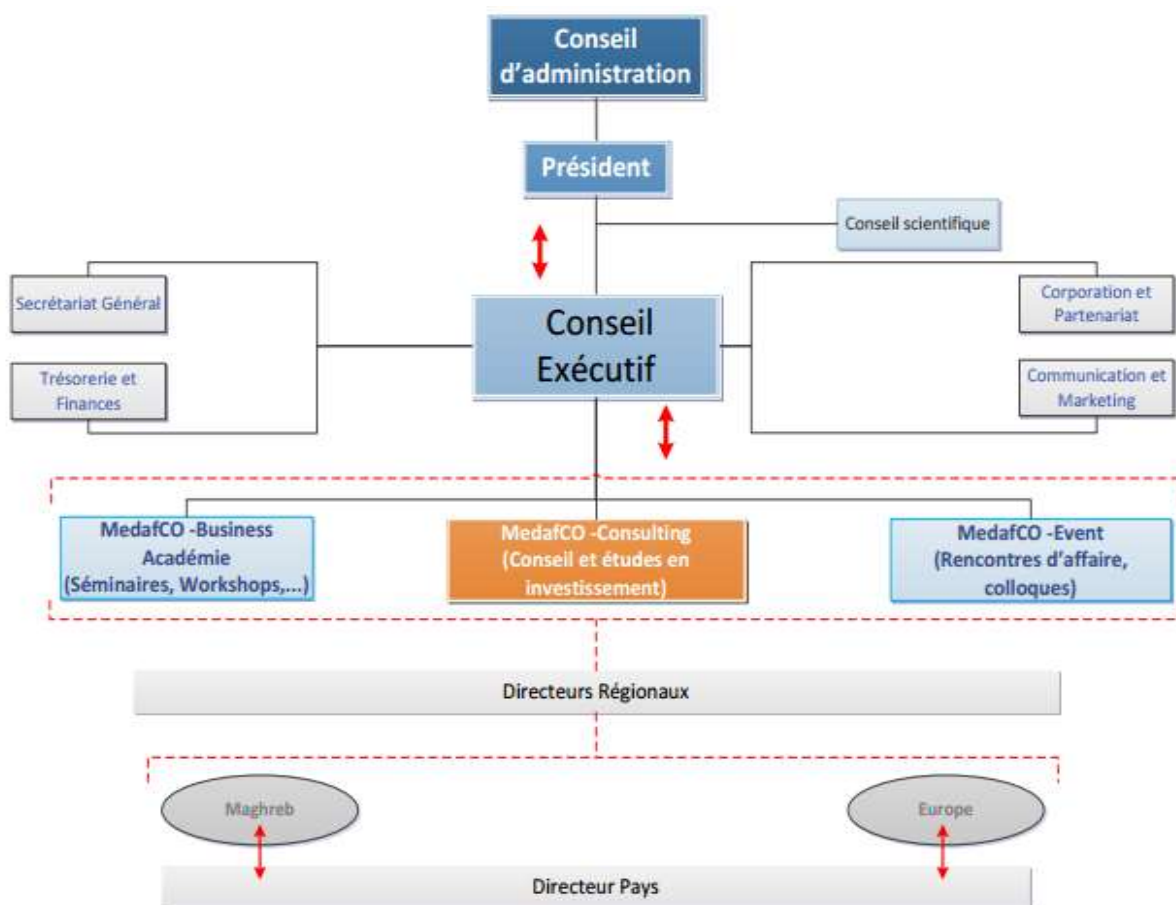 Conseil
d'administration
Président
Conseil scientifique
Secrétariat Général
Corporation et
Partenariat
Conseil
Exécutif
Trésorerie et
Finances
Communication et
Marketing
MedafCO -Business
Académie
(Séminaires, Workshops,...)
MedafCO -Consulting
(Conseil et études en
investissement)
MedafCO -Event
(Rencontres d'affaire,
colloques)
Directeurs Régionaux
Maghreb
Europe
Directeur Pays